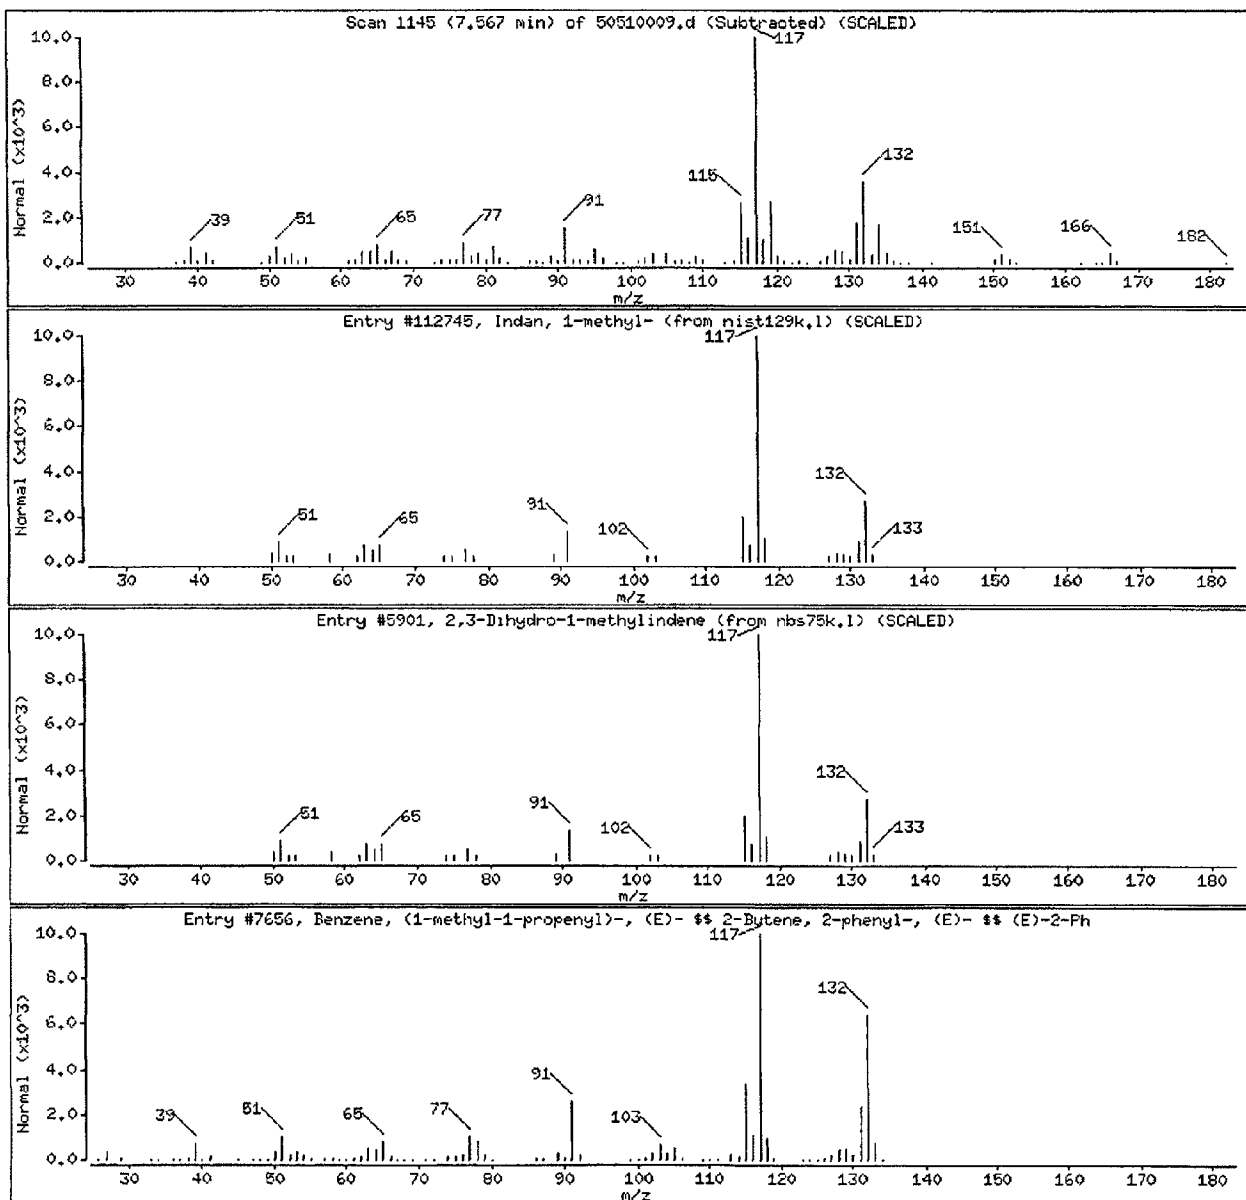 Scan 1145 (7.567 min) of 50510009.d (Subtracted) (SCALED)
Normal (x10^3)
10.0
8.0
6.0
4.0
2.0
0.0
39 51 65 77 91 115 117 132 151 166 182
30 40 50 60 70 80 90 100 110 120 130 140 150 160 170 180
m/z
Entry #112745, Indan, 1-methyl- (from nist129k.l) (SCALED)
Normal (x10^3)
10.0
8.0
6.0
4.0
2.0
0.0
51 65 91 102 117 132 133
30 40 50 60 70 80 90 100 110 120 130 140 150 160 170 180
m/z
Entry #5901, 2,3-Dihydro-1-methylindene (from nbs75k.l) (SCALED)
Normal (x10^3)
10.0
8.0
6.0
4.0
2.0
0.0
51 65 91 102 117 132 133
30 40 50 60 70 80 90 100 110 120 130 140 150 160 170 180
m/z
Entry #7656, Benzene, (1-methyl-1-propenyl)-, (E)- $$ 2-Butene, 2-phenyl-, (E)- $$ (E)-2-Ph
Normal (x10^3)
10.0
8.0
6.0
4.0
2.0
0.0
39 51 65 77 91 103 117 132
30 40 50 60 70 80 90 100 110 120 130 140 150 160 170 180
m/z